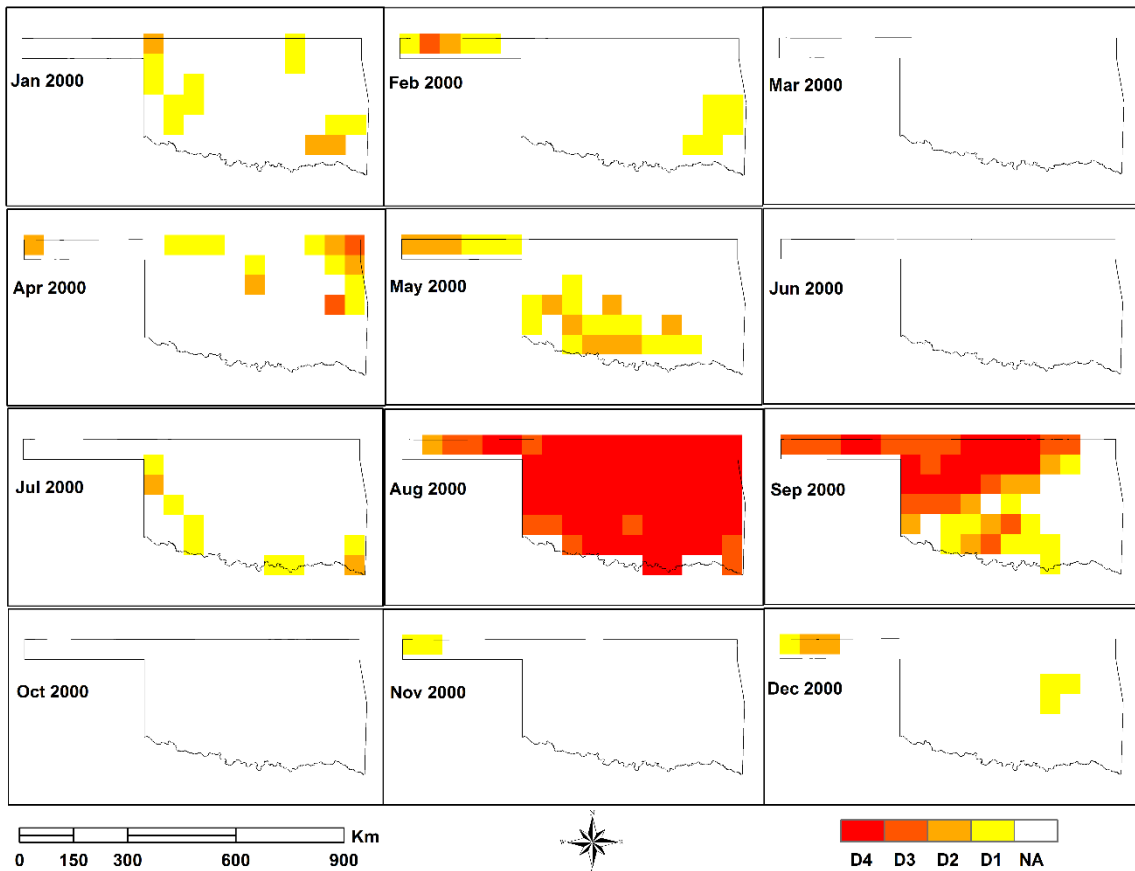 Jan 2000
Feb 2000
Mar 2000
Apr 2000
May 2000
Jun 2000
Jul 2000
Aug 2000
Sep 2000
Oct 2000
Nov 2000
Dec 2000
Km
0 150 300 600 900
N
W E
S
D4 D3 D2 D1 NA